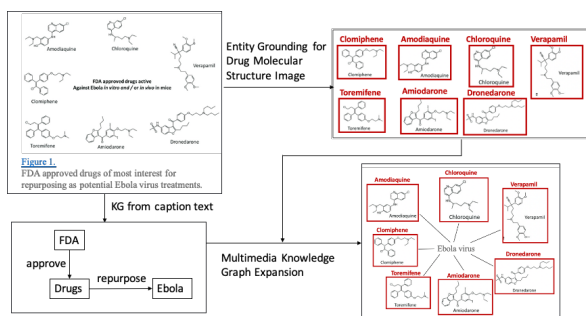 Amodiaquine
Chloroquine
Verapamil
Clomiphene
FDA approved drugs active
Against Ebola in vitro and / or in vivo in mice
Toremifene
Amiodarone
Dronedarone
Figure 1.
FDA approved drugs of most interest for
repurposing as potential Ebola virus treatments.
Entity Grounding for
Drug Molecular
Structure Image
Clomiphene
Amodiaquine
Chloroquine
Verapamil
Clomiphene
Amodiaquine
Chloroquine
Verapamil
Toremifene
Amiodarone
Dronedarone
Toremifene
Amiodarone
Dronedarone
KG from caption text
FDA
approve
Drugs
repurpose
Ebola
Multimedia Knowledge
Graph Expansion
Amodiaquine
Chloroquine
Verapamil
Amodiaquine
Chloroquine
Verapamil
Clomiphene
Clomiphene
Ebola virus
Dronedarone
Dronedarone
Toremifene
Amiodarone
Toremifene
Amiodarone